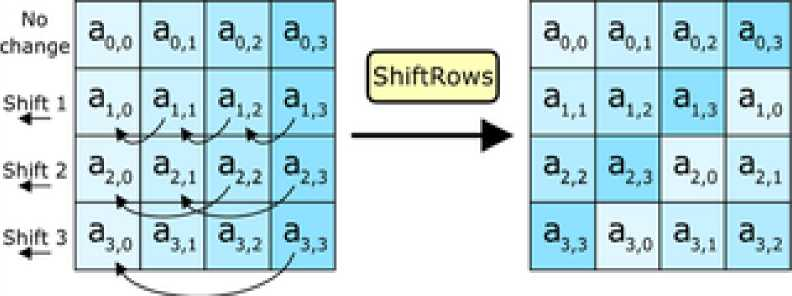 No change a0,0 a0,1 a0,2 a0,3
Shift 1 a1,0 a1,1 a1,2 a1,3
Shift 2 a2,0 a2,1 a2,2 a2,3
Shift 3 a3,0 a3,1 a3,2 a3,3
ShiftRows
a0,0 a0,1 a0,2 a0,3
a1,1 a1,2 a1,3 a1,0
a2,2 a2,3 a2,0 a2,1
a3,3 a3,0 a3,1 a3,2